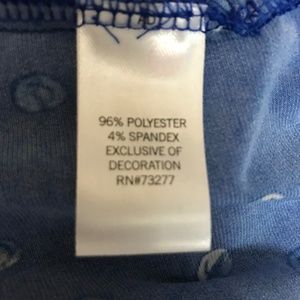 96% POLYESTER
4% SPANDEX
EXCLUSIVE OF
DECORATION
RN#73277